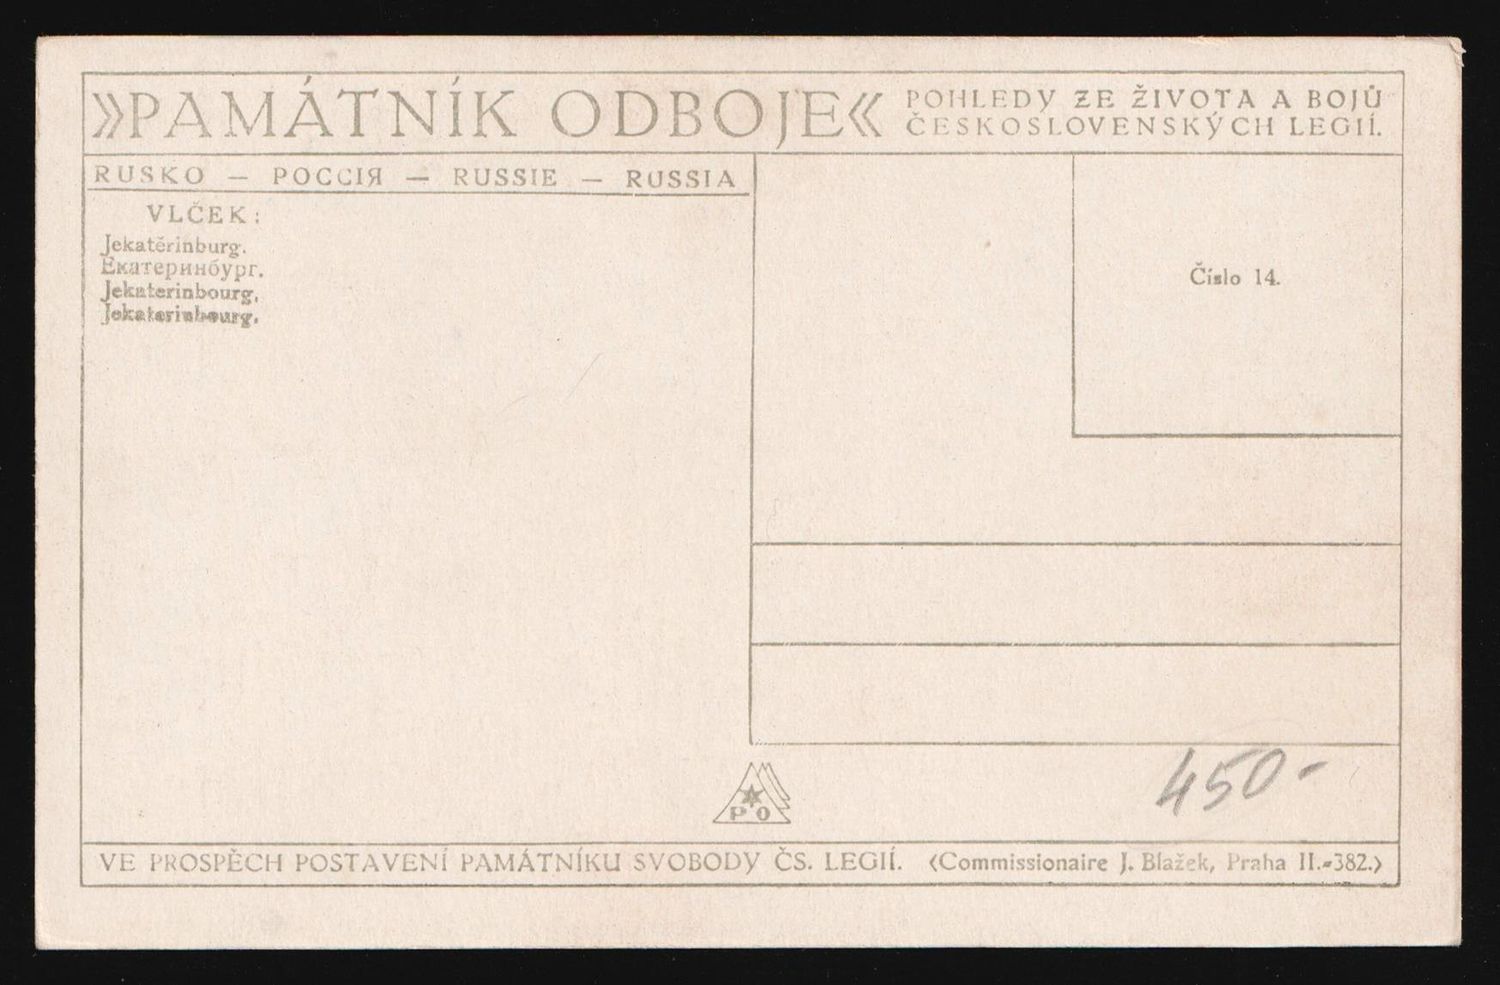 »PAMÁTNÍK ODBOJE« POHLEDY ZE ŽIVOTA A BOJŮ
ČESKOSLOVENSKÝCH LEGIÍ.
RUSKO — РОССІЯ — RUSSIE — RUSSIA
VLČEK:
Jekatěrinburg.
Екатеринбург.
Jekaterinbourg.
Jekaterinbourg.
Číslo 14.
450-
PO
VE PROSPĚCH POSTAVENÍ PAMÁTNÍKU SVOBODY ČS. LEGIÍ. (Commissionaire J. Blažek, Praha II.-382.)